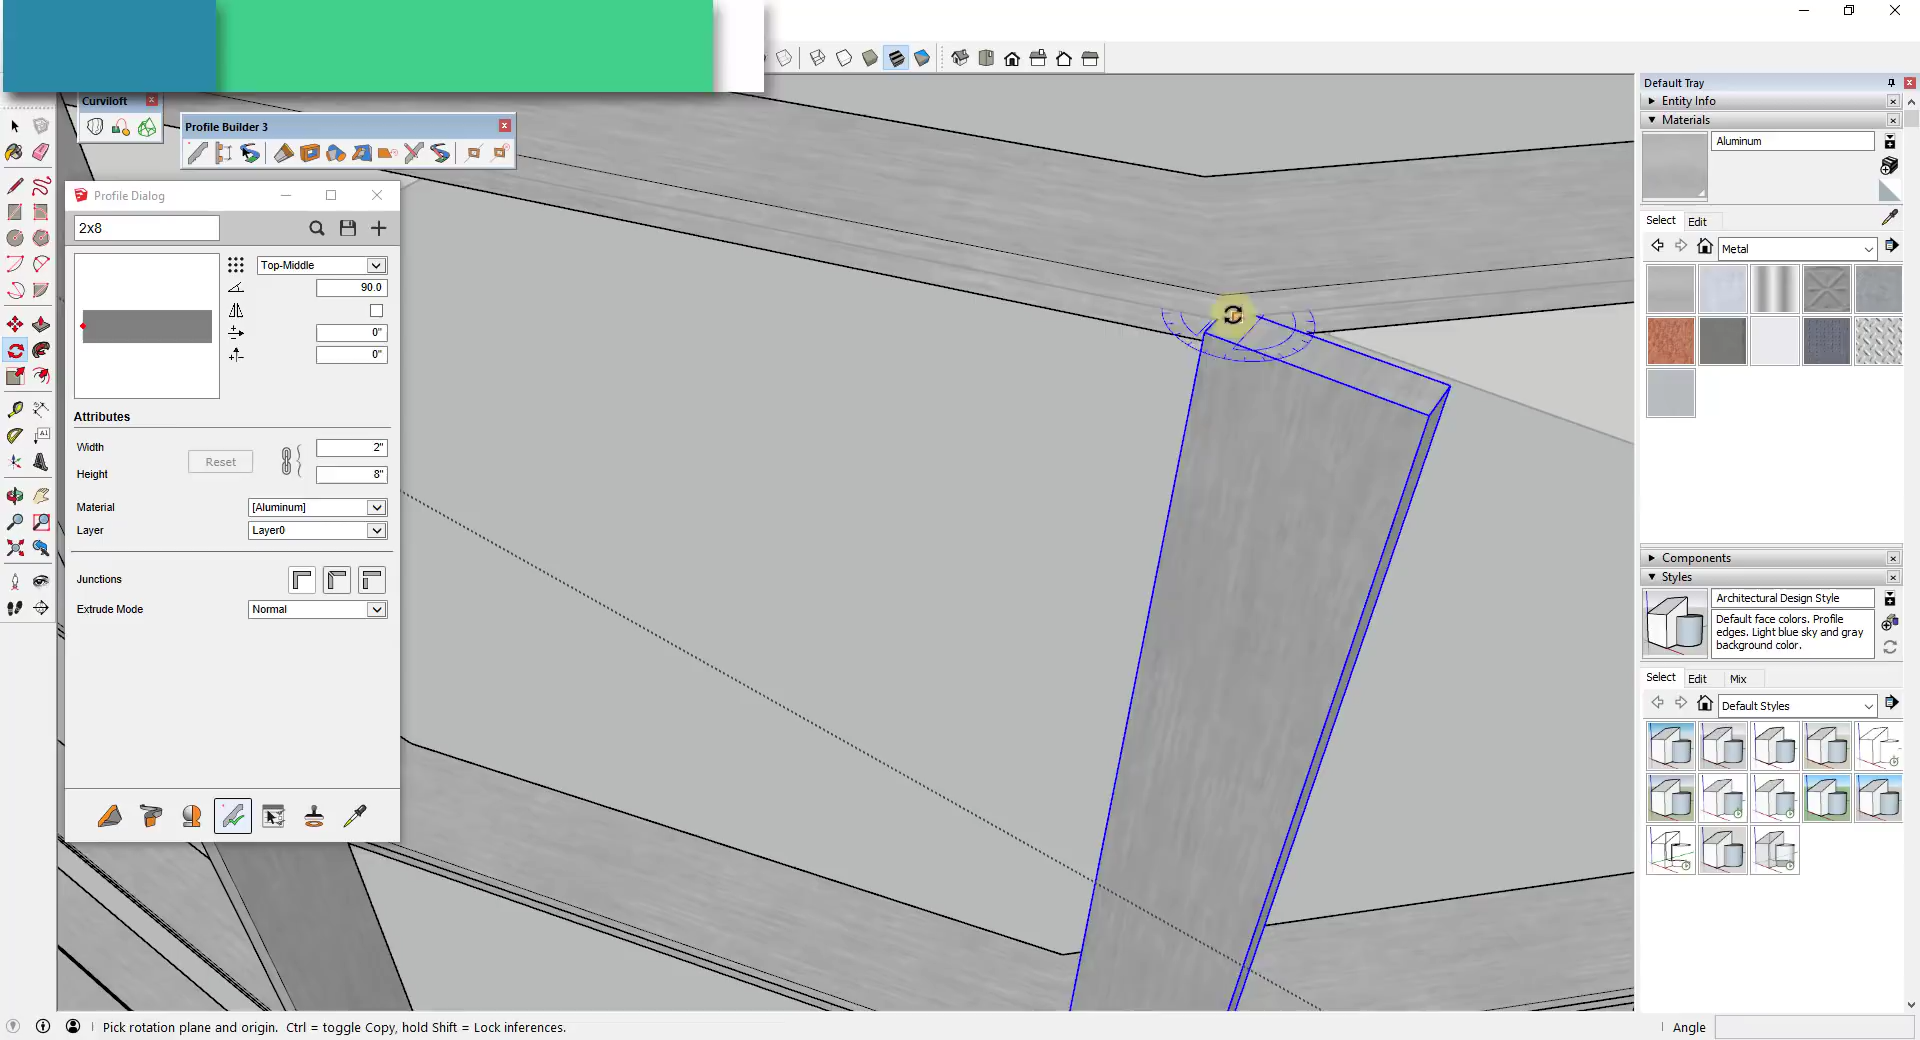 Curviloft
Profile Builder 3
Profile Dialog
2x8
Top-Middle
90.0
0"
0"
Attributes
Width
2"
Reset
Height
8"
Material
[Aluminum]
Layer
Layer0
Junctions
Extrude Mode
Normal
A1
Default Tray
Entity Info
Materials
Aluminum
Select
Edit
Metal
Components
Styles
Architectural Design Style
Default face colors. Profile
edges. Light blue sky and gray
background color.
Select
Edit
Mix
Default Styles
Pick rotation plane and origin. Ctrl = toggle Copy, hold Shift = Lock inferences.
Angle